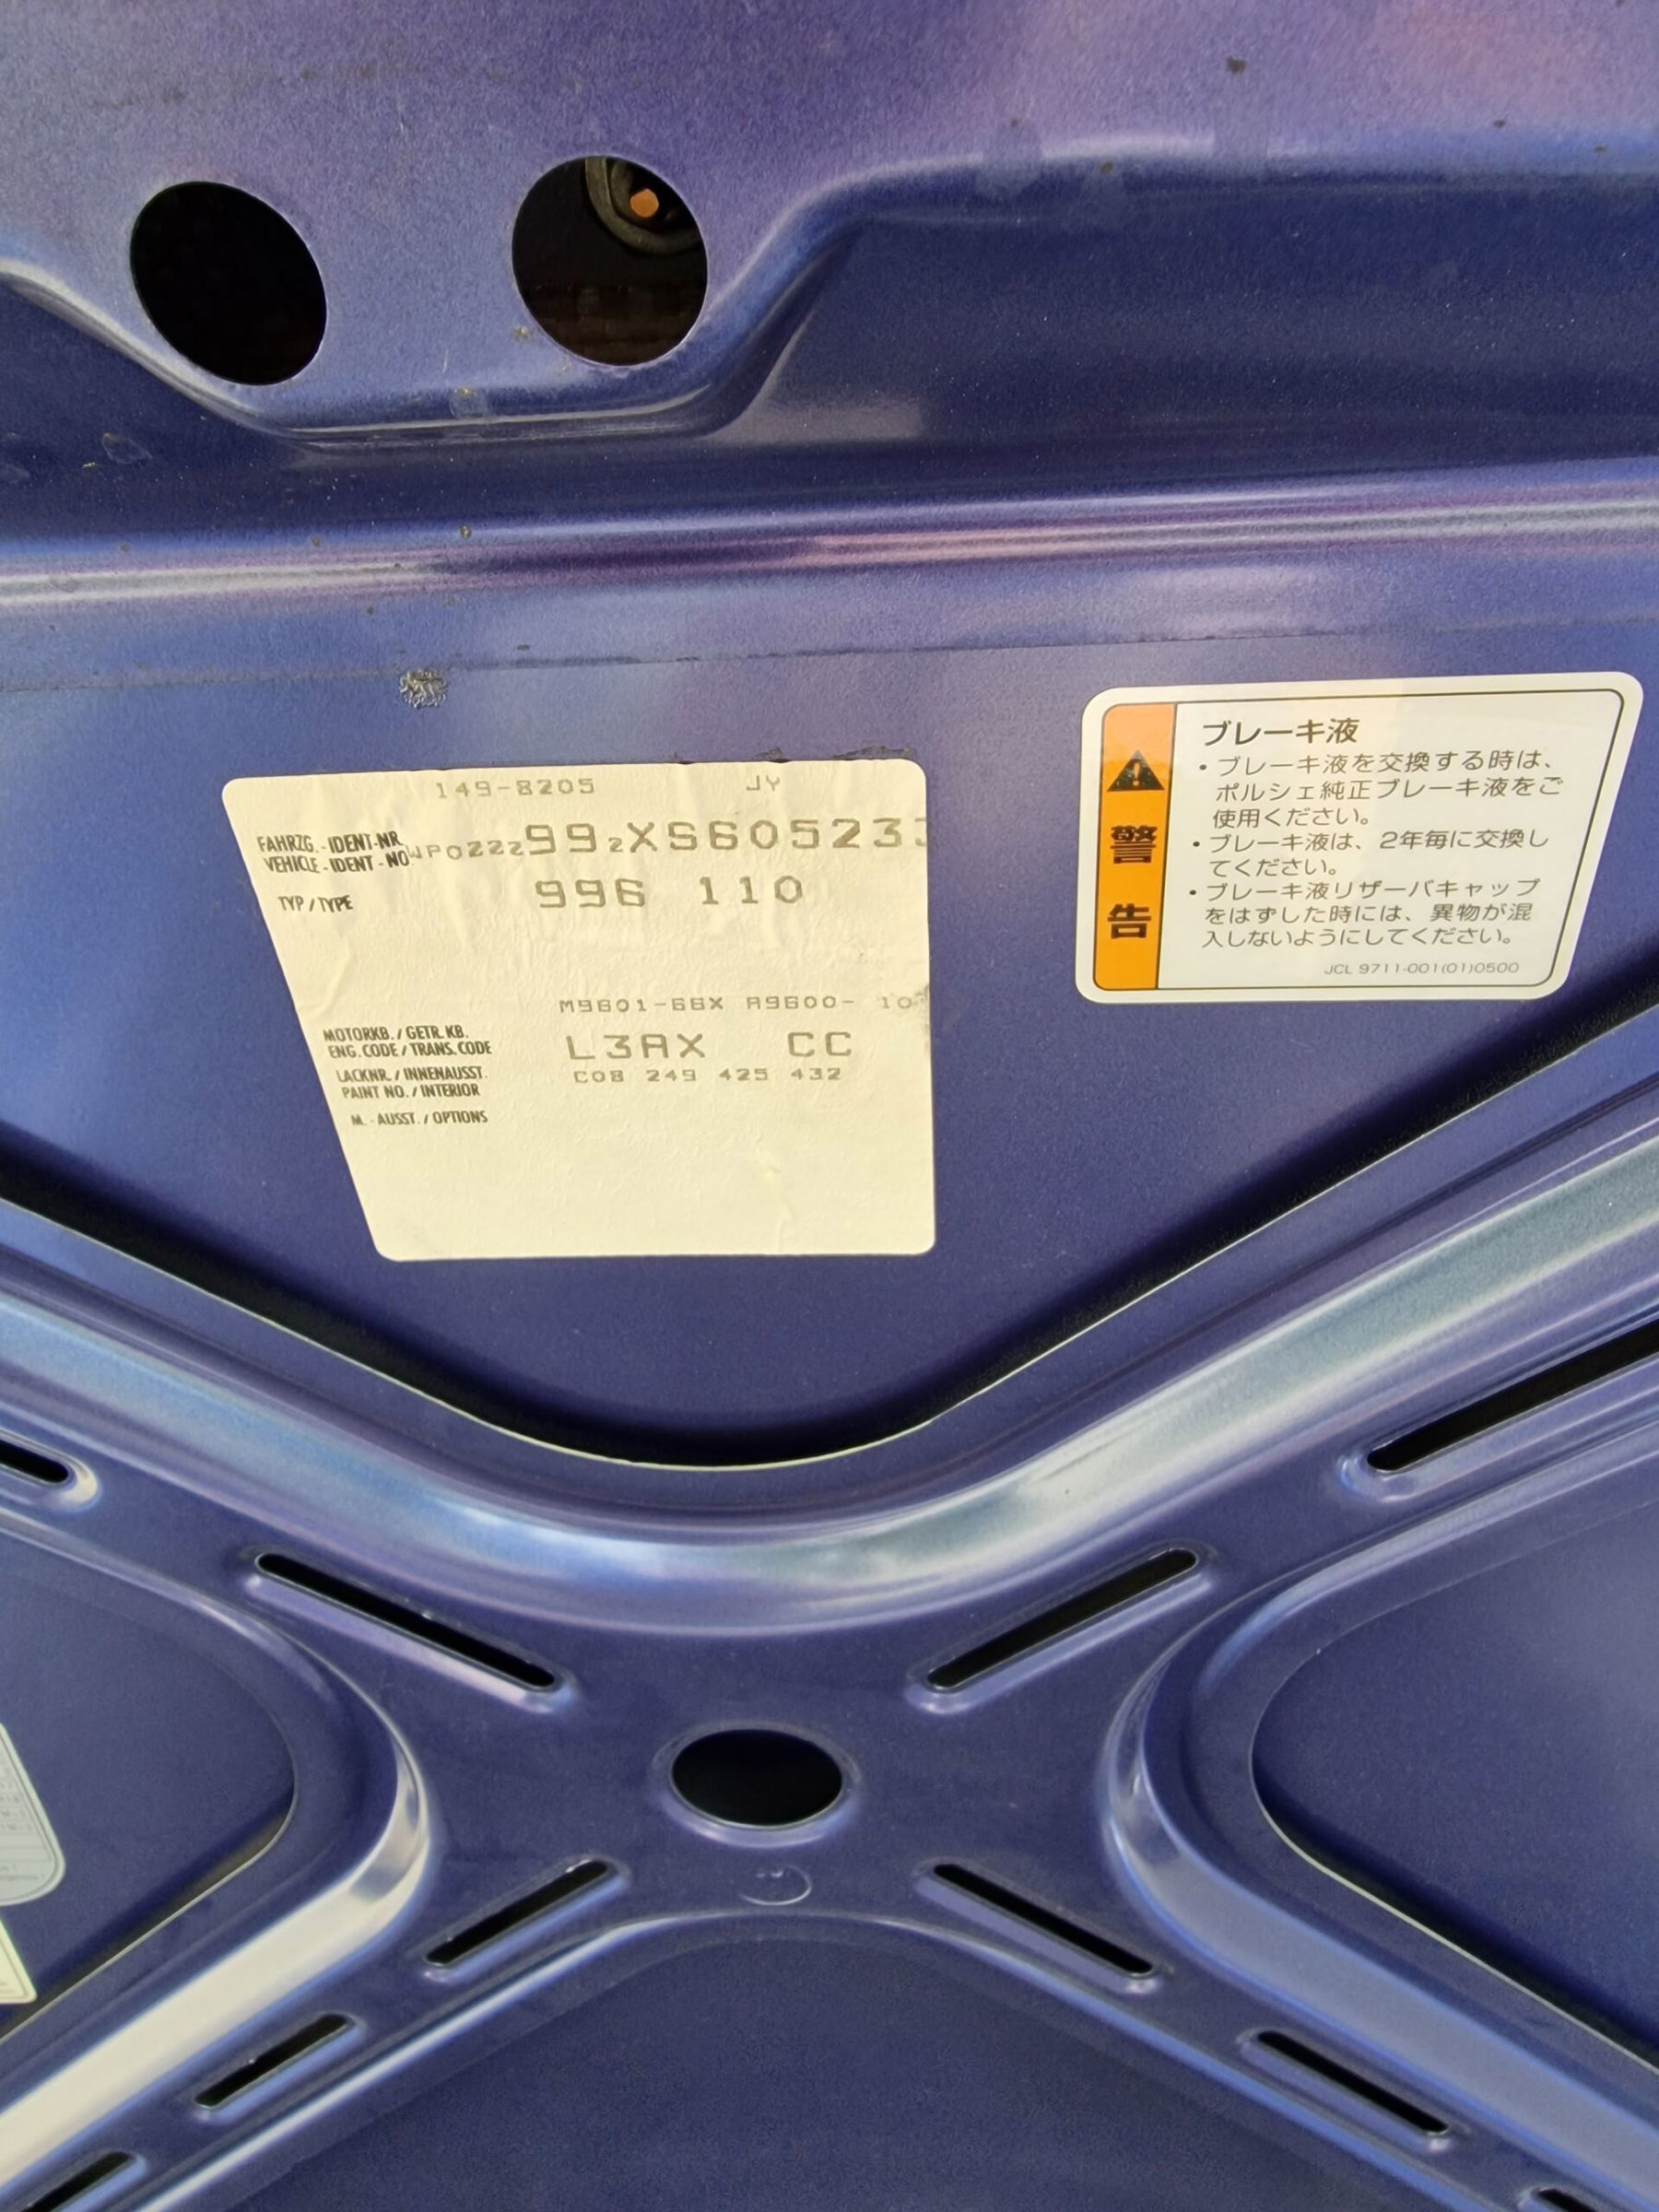 149-8205 JY
FAHRZG.-IDENT-NR.
VEHICLE-IDENT-NO. WP0ZZZ99ZXS60523
TYP/TYPE 996 110
M9601-66X A9600- 10
MOTORKB./GETR.KB.
ENG.CODE/TRANS.CODE L3AX CC
LACKNR./INNENAUSST.
PAINT NO./INTERIOR C08 249 425 432
M.-AUSST./OPTIONS
警告
ブレーキ液
・ブレーキ液を交換する時は、
ポルシェ純正ブレーキ液をご
使用ください。
・ブレーキ液は、2年毎に交換し
てください。
・ブレーキ液リザーバキャップ
をはずした時には、異物が混
入しないようにしてください。
JCL 9711-001(01)0500